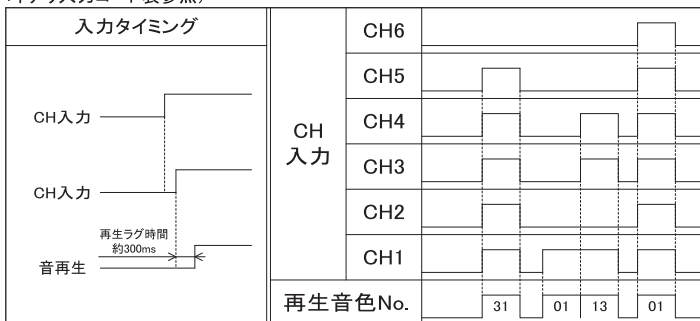 入力タイミング
CH入力
CH入力
再生ラグ時間
約300ms
音再生
CH
入力
CH6
CH5
CH4
CH3
CH2
CH1
再生音色No.
31
01
13
01